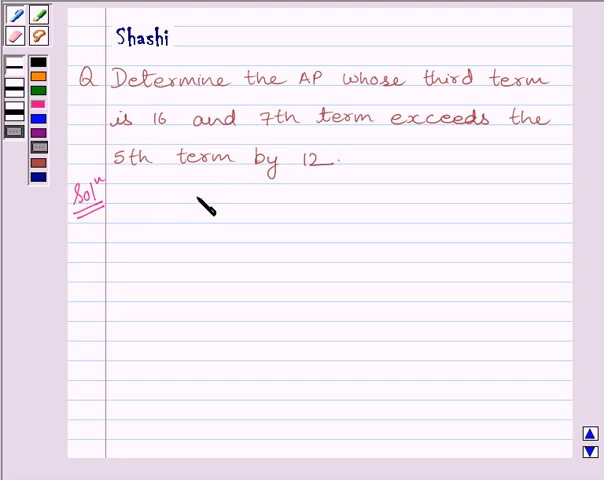 Shashi
Q Determine the AP whose third term
is 16 and 7th term exceeds the
5th term by 12.
Solⁿ